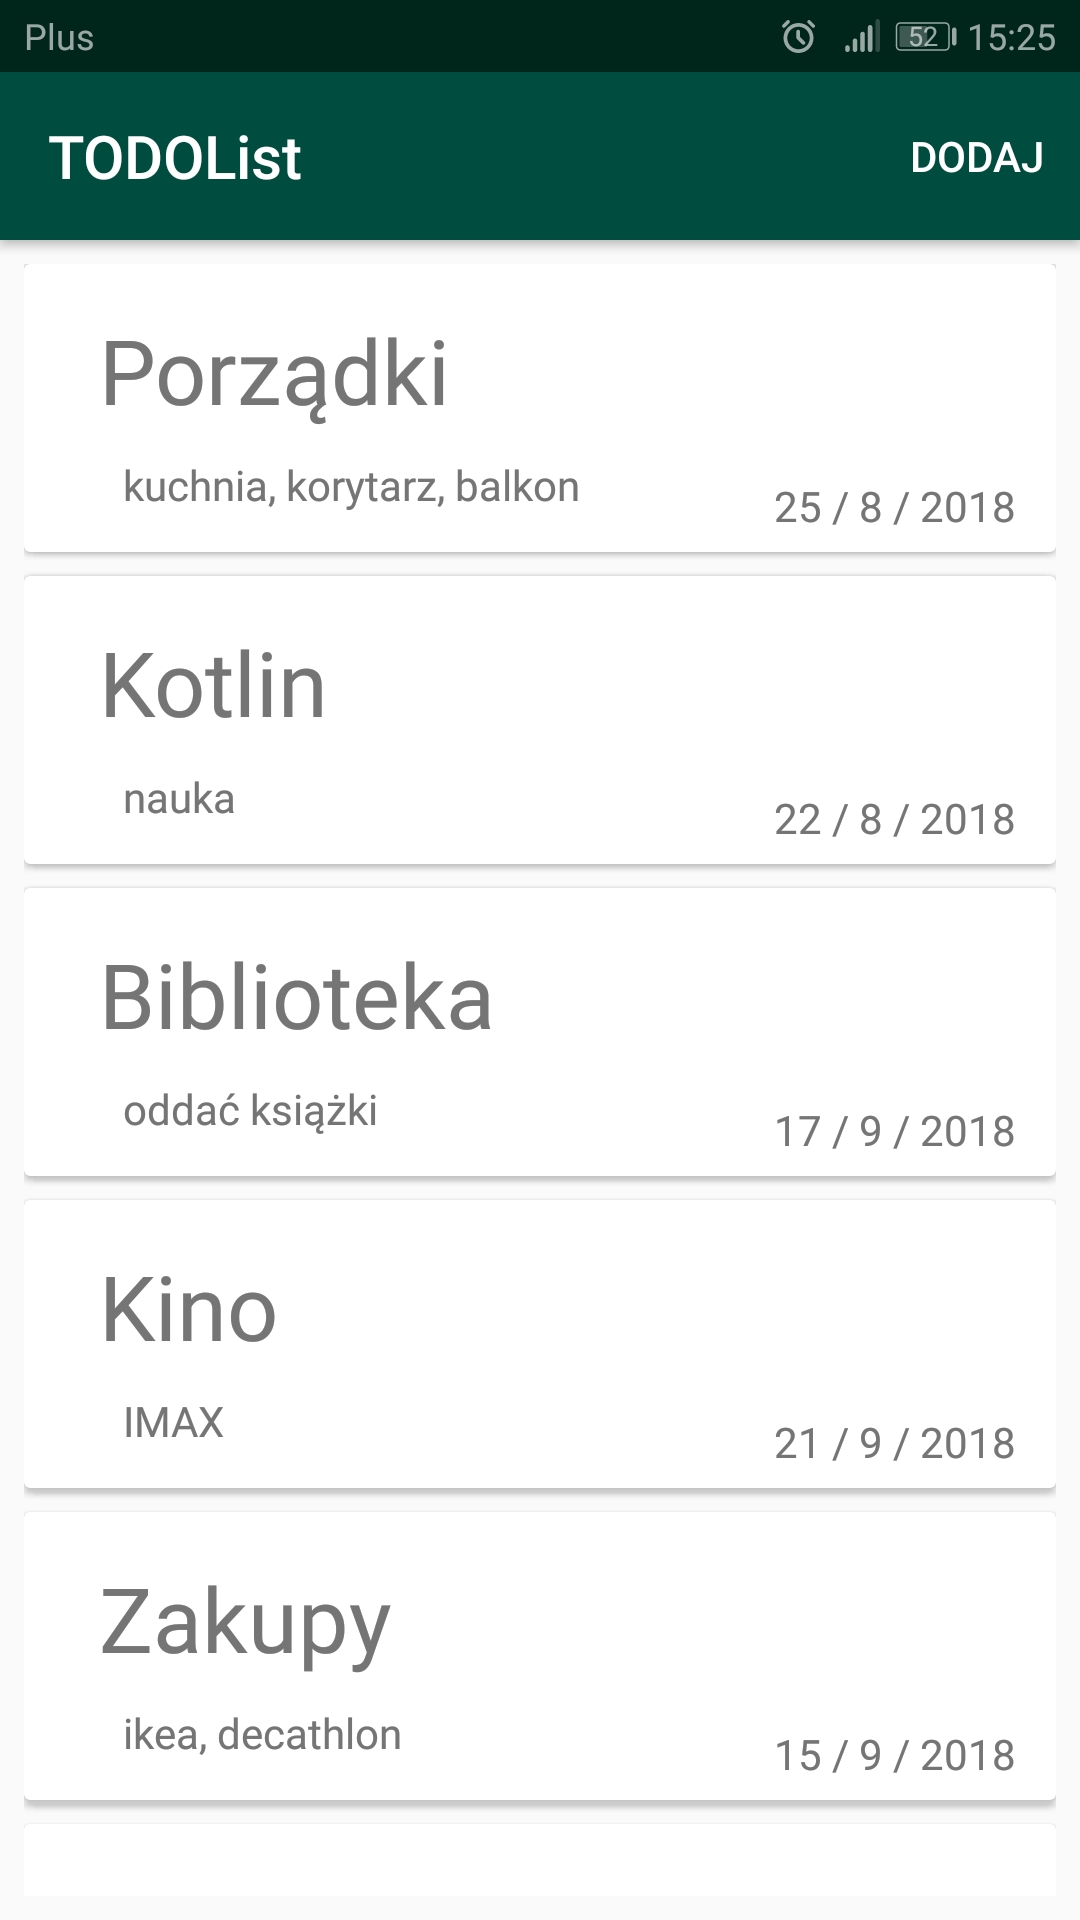 Plus 52 15:25
TODOList DODAJ
Porządki
kuchnia, korytarz, balkon
25 / 8 / 2018
Kotlin
nauka
22 / 8 / 2018
Biblioteka
oddać książki
17 / 9 / 2018
Kino
IMAX
21 / 9 / 2018
Zakupy
ikea, decathlon
15 / 9 / 2018